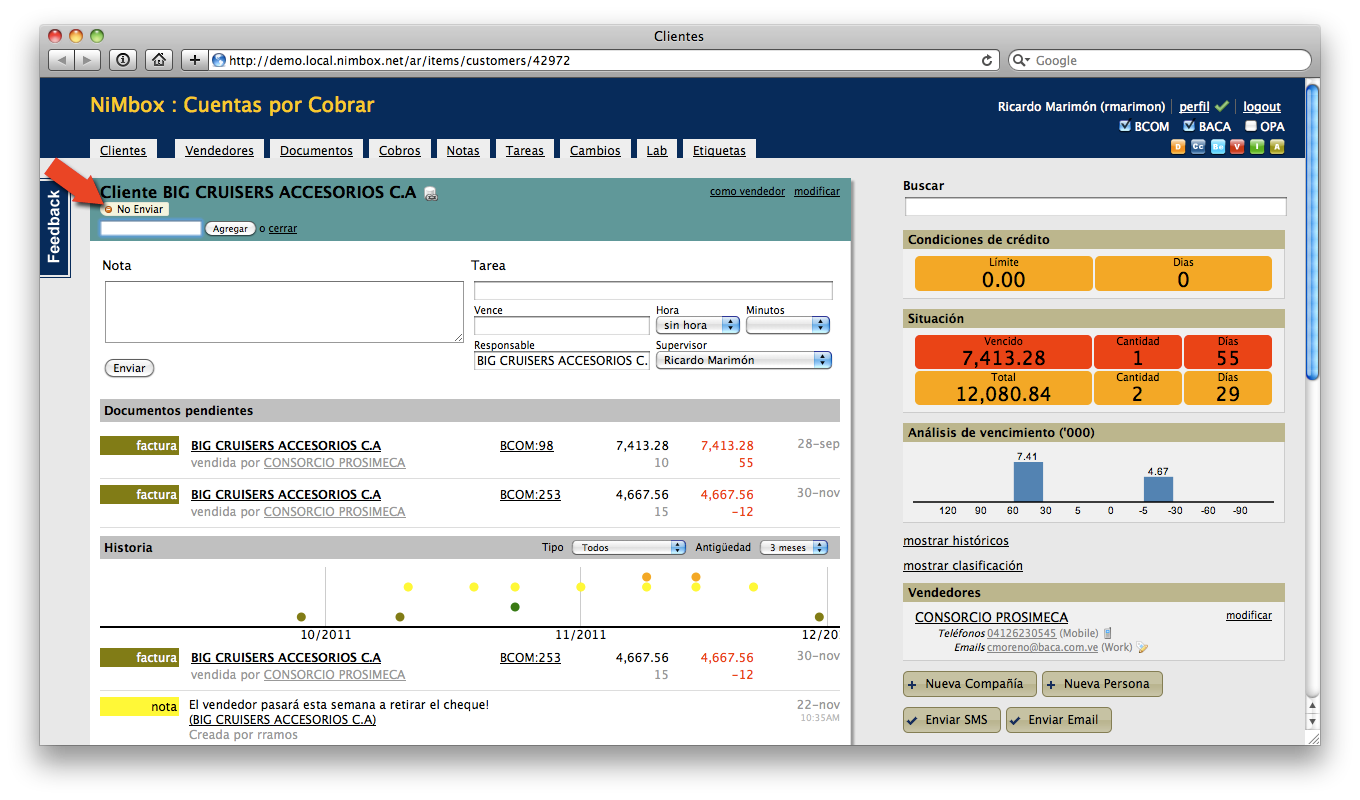 Clientes
http://demo.local.nimbox.net/ar/items/customers/42972
Google
NiMbox : Cuentas por Cobrar
Ricardo Marimón (rmarimon) perfil logout
BCOM BACA OPA
D Cc Be V I A
Clientes Vendedores Documentos Cobros Notas Tareas Cambios Lab Etiquetas
Feedback
Cliente BIG CRUISERS ACCESORIOS C.A como vendedor modificar
No Enviar
Agregar o cerrar
Nota
Enviar
Tarea
Vence Hora Minutos
sin hora
Responsable Supervisor
BIG CRUISERS ACCESORIOS C. Ricardo Marimón
Documentos pendientes
factura BIG CRUISERS ACCESORIOS C.A BCOM:98 7,413.28 7,413.28 28-sep
vendida por CONSORCIO PROSIMECA 10 55
factura BIG CRUISERS ACCESORIOS C.A BCOM:253 4,667.56 4,667.56 30-nov
vendida por CONSORCIO PROSIMECA 15 -12
Historia Tipo Todos Antigüedad 3 meses
10/2011 11/2011 12/20
factura BIG CRUISERS ACCESORIOS C.A BCOM:253 4,667.56 4,667.56 30-nov
vendida por CONSORCIO PROSIMECA 15 -12
nota El vendedor pasará esta semana a retirar el cheque! 22-nov
(BIG CRUISERS ACCESORIOS C.A) 10:35AM
Creada por rramos
Buscar
Condiciones de crédito
Límite Dias
0.00 0
Situación
Vencido Cantidad Días
7,413.28 1 55
Total Cantidad Días
12,080.84 2 29
Análisis de vencimiento ('000)
7.41
4.67
120 90 60 30 5 0 -5 -30 -60 -90
mostrar históricos
mostrar clasificación
Vendedores
CONSORCIO PROSIMECA modificar
Teléfonos 04126230545 (Mobile)
Emails cmoreno@baca.com.ve (Work)
+ Nueva Compañía + Nueva Persona
Enviar SMS Enviar Email